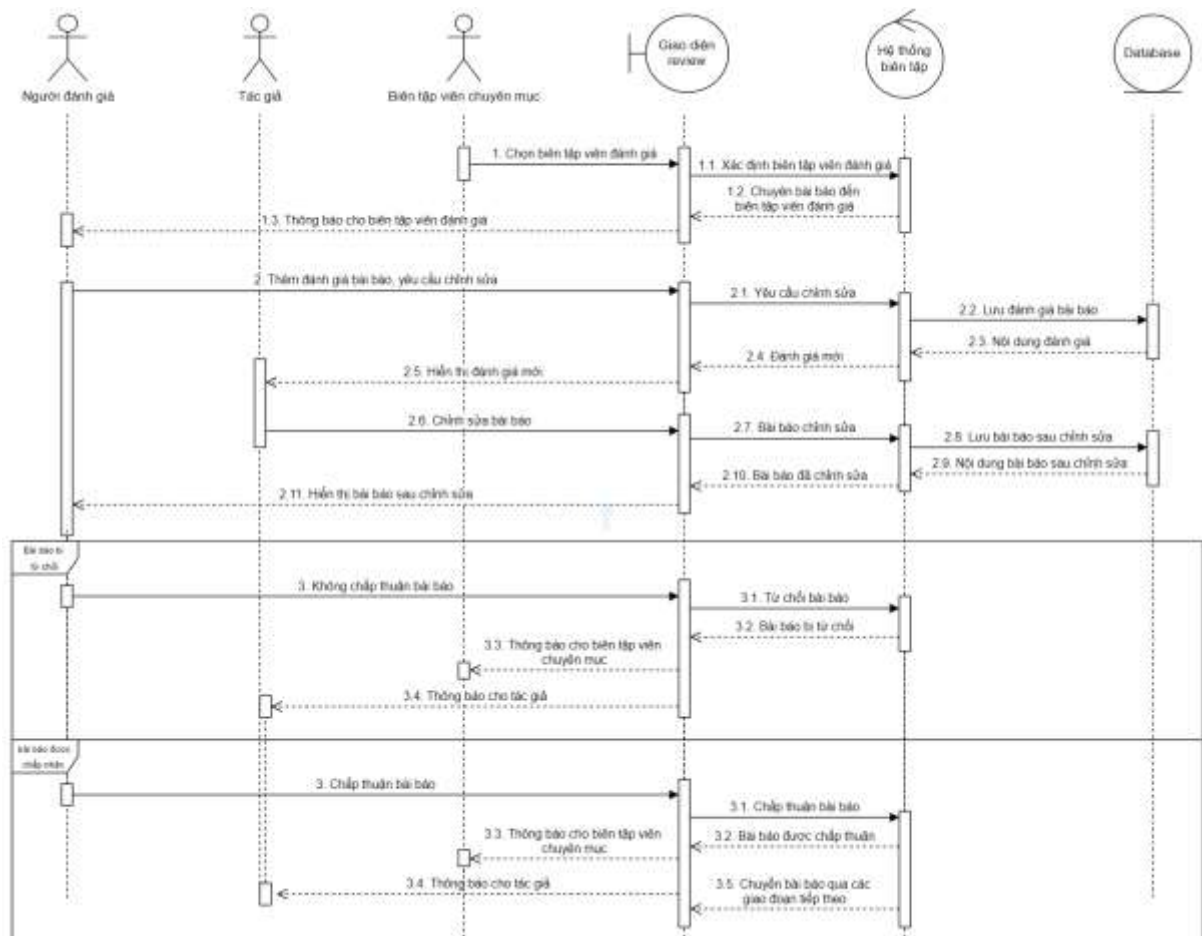 Người đánh giá
Tác giả
Biên tập viên chuyên mục
Giao diện
review
Hệ thống
biên tập
Database
1. Chọn biên tập viên đánh giá
1.1. Xác định biên tập viên đánh giá
1.2. Chuyển bài báo đến
biên tập viên đánh giá
1.3. Thông báo cho biên tập viên đánh giá
2. Thêm đánh giá bài báo, yêu cầu chỉnh sửa
2.1. Yêu cầu chỉnh sửa
2.2. Lưu đánh giá bài báo
2.3. Nội dung đánh giá
2.4. Đánh giá mới
2.5. Hiển thị đánh giá mới
2.6. Chỉnh sửa bài báo
2.7. Bài báo chỉnh sửa
2.8. Lưu bài báo sau chỉnh sửa
2.9. Nội dung bài báo sau chỉnh sửa
2.10. Bài báo đã chỉnh sửa
2.11. Hiển thị bài báo sau chỉnh sửa
Bài báo bị
từ chối
3. Không chấp thuận bài báo
3.1. Từ chối bài báo
3.2. Bài báo bị từ chối
3.3. Thông báo cho biên tập viên
chuyên mục
3.4. Thông báo cho tác giả
Bài báo được
chấp nhận
3. Chấp thuận bài báo
3.1. Chấp thuận bài báo
3.2. Bài báo được chấp thuận
3.3. Thông báo cho biên tập viên
chuyên mục
3.4. Thông báo cho tác giả
3.5. Chuyển bài báo qua các
giao đoạn tiếp theo